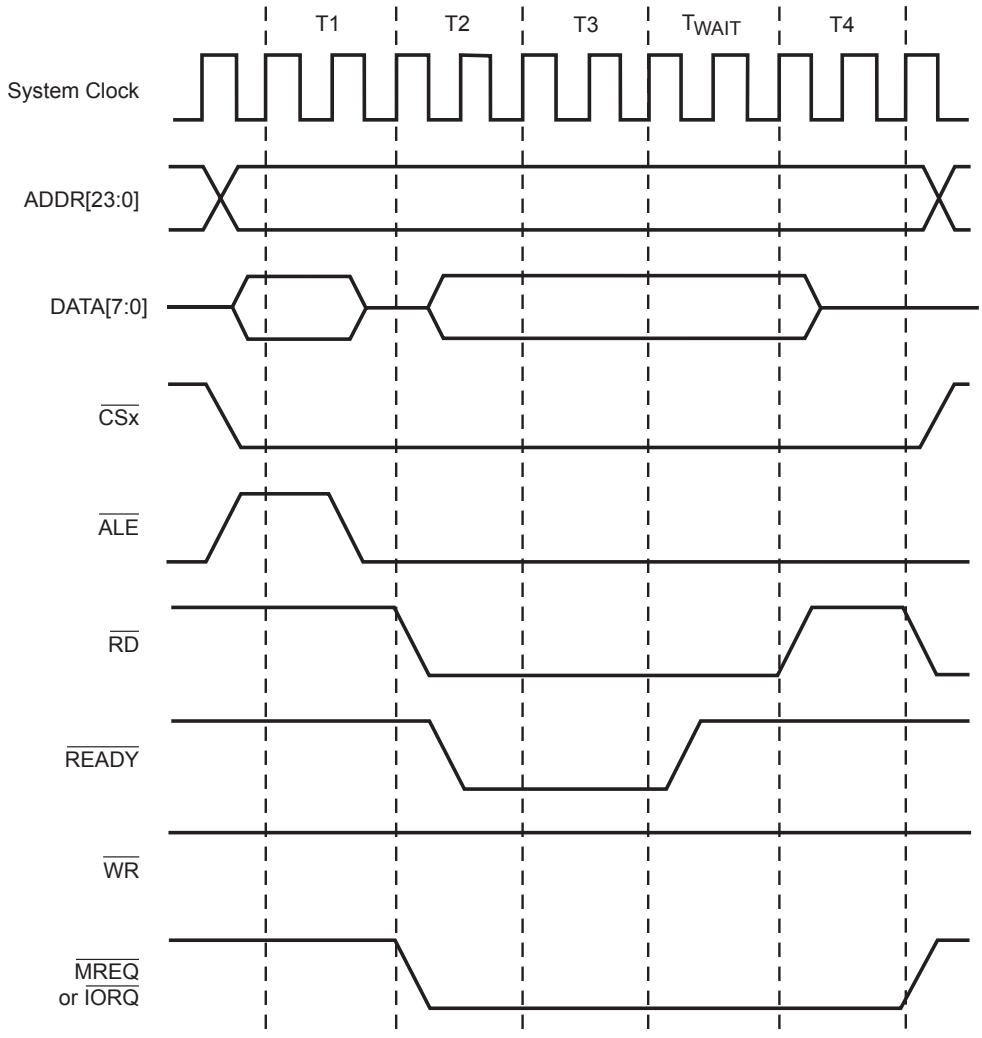 T1 T2 T3 TWAIT T4
System Clock
ADDR[23:0]
DATA[7:0]
CSx
ALE
RD
READY
WR
MREQ
or IORQ